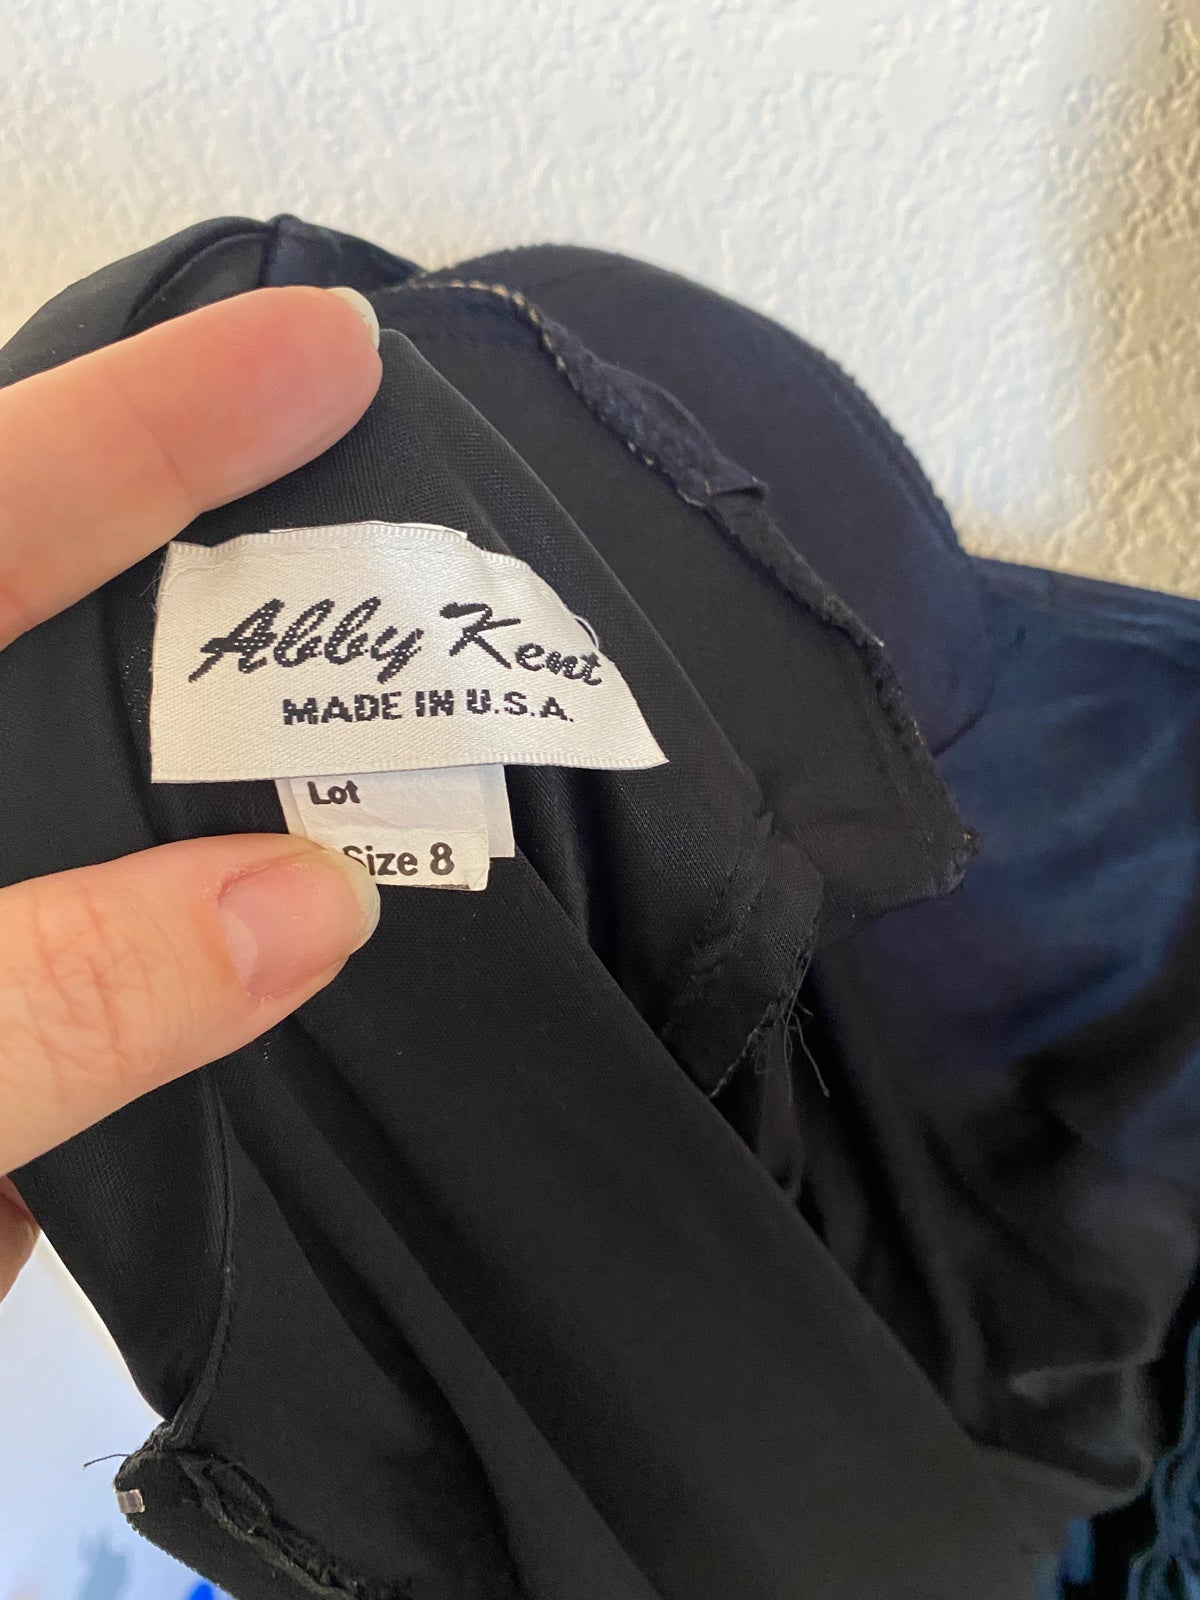 Abby Kent
MADE IN U.S.A.
Lot
Size 8